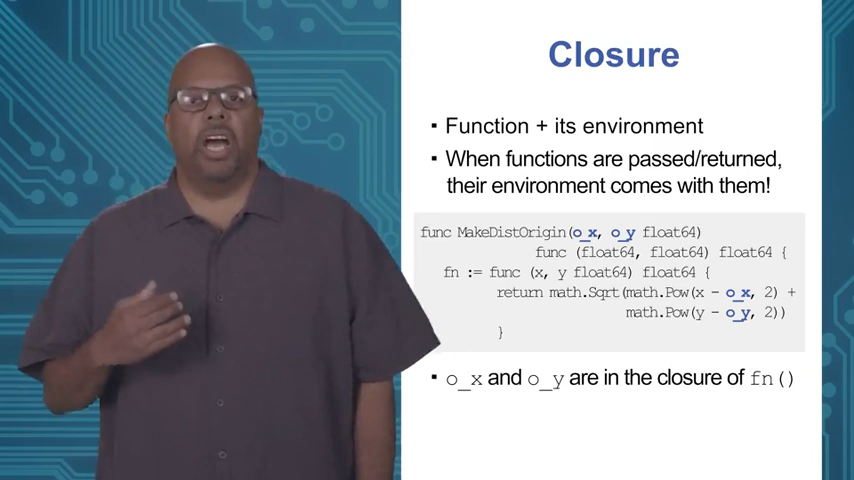 Closure
▪ Function + its environment
▪ When functions are passed/returned,
their environment comes with them!
func MakeDistOrigin(o_x, o_y float64)
func (float64, float64) float64 {
fn := func (x, y float64) float64 {
return math.Sqrt(math.Pow(x - o_x, 2) +
math.Pow(y - o_y, 2))
}
▪ o_x and o_y are in the closure of fn()